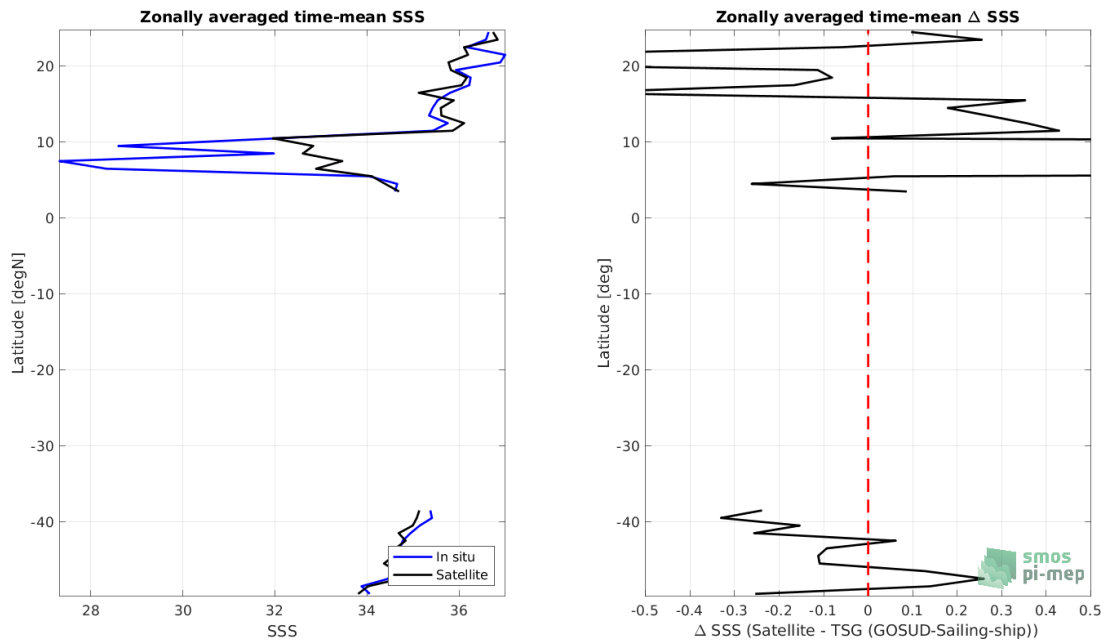 Zonally averaged time-mean SSS
Latitude [degN]
20
10
0
-10
-20
-30
-40
In situ
Satellite
28 30 32 34 36
SSS
Zonally averaged time-mean Δ SSS
Latitude [deg]
20
10
0
-10
-20
-30
-40
smos
pi-mep
-0.5 -0.4 -0.3 -0.2 -0.1 0 0.1 0.2 0.3 0.4 0.5
Δ SSS (Satellite - TSG (GOSUD-Sailing-ship))